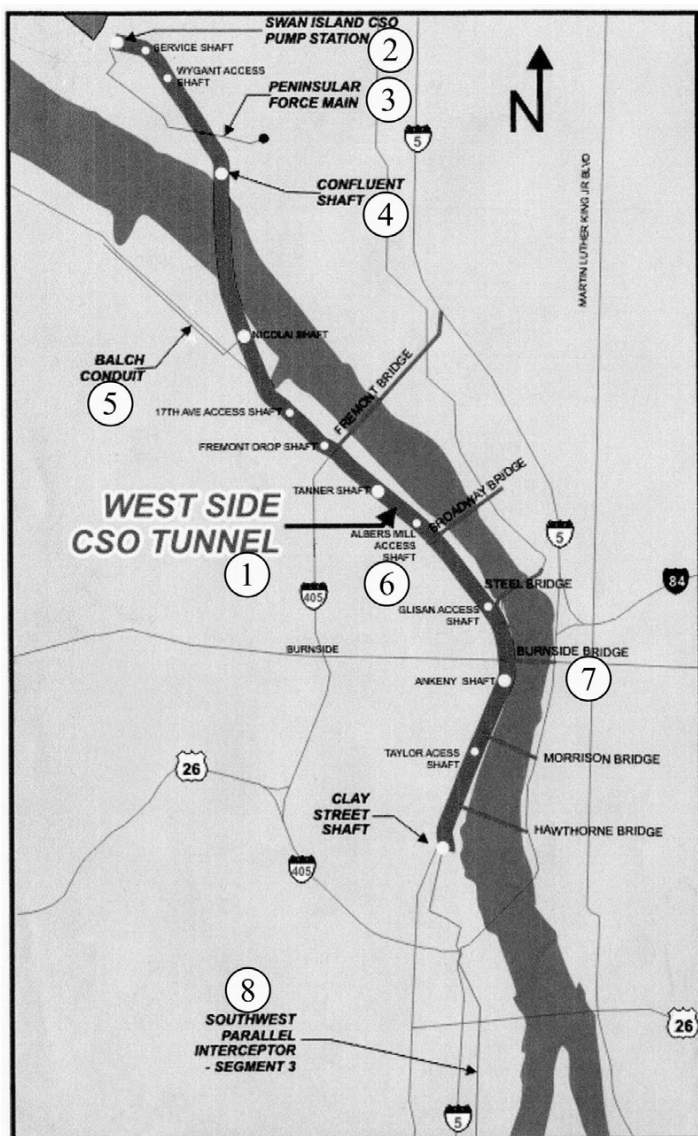 SWAN ISLAND CSO
PUMP STATION
2
SERVICE SHAFT
WYGANT ACCESS
SHAFT
PENINSULAR
FORCE MAIN
3
N
5
CONFLUENT
SHAFT
4
MARTIN LUTHER KING JR BLVD
NICOLAI SHAFT
BALCH
CONDUIT
5
17TH AVE ACCESS SHAFT
FREMONT BRIDGE
FREMONT DROP SHAFT
TANNER SHAFT
BROADWAY BRIDGE
WEST SIDE
CSO TUNNEL
1
ALBERS MILL
ACCESS
SHAFT
6
5
84
405
STEEL BRIDGE
GLISAN ACCESS
SHAFT
BURNSIDE
BURNSIDE BRIDGE
7
ANKENY SHAFT
TAYLOR ACESS
SHAFT
MORRISON BRIDGE
26
CLAY
STREET
SHAFT
HAWTHORNE BRIDGE
405
8
SOUTHWEST
PARALLEL
INTERCEPTOR
- SEGMENT 3
26
5